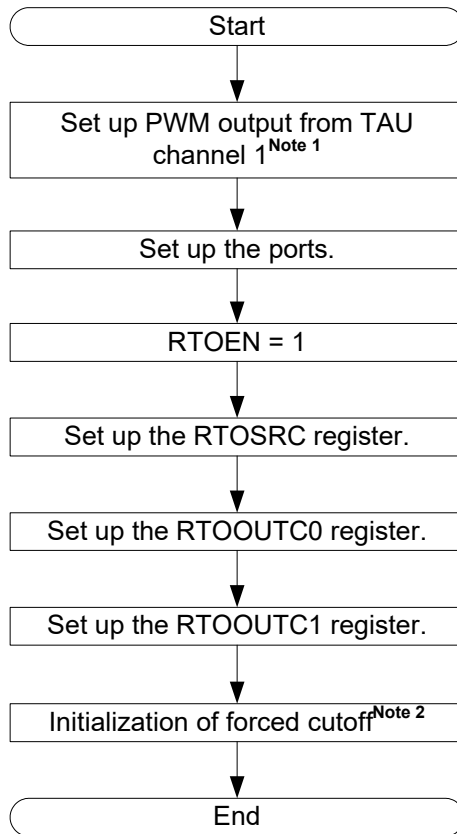 Start
Set up PWM output from TAU
channel 1Note 1
Set up the ports.
RTOEN = 1
Set up the RTOSRC register.
Set up the RTOOUTC0 register.
Set up the RTOOUTC1 register.
Initialization of forced cutoffNote 2
End